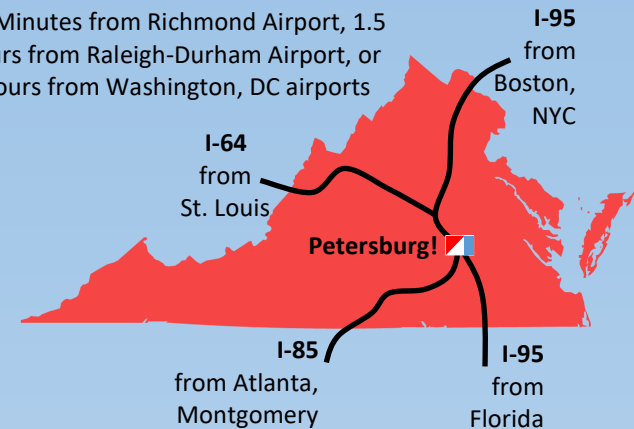 Minutes from Richmond Airport, 1.5
urs from Raleigh-Durham Airport, or
ours from Washington, DC airports
I-95
from
Boston,
NYC
I-64
from
St. Louis
Petersburg!
I-85
from Atlanta,
Montgomery
I-95
from
Florida